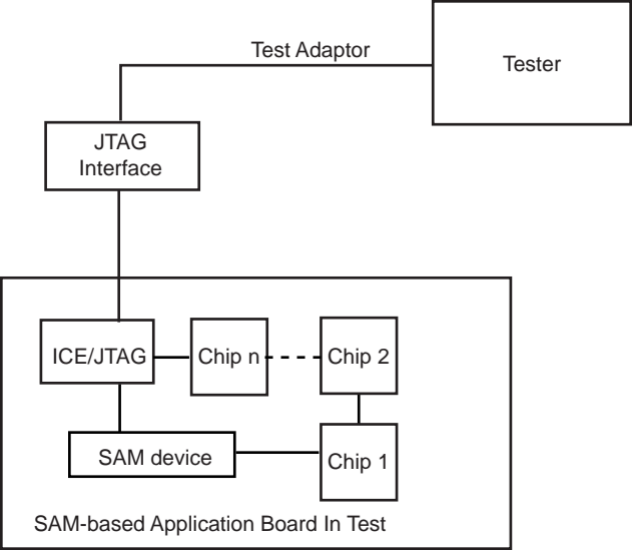 Test Adaptor
Tester
JTAG
Interface
ICE/JTAG
Chip n
Chip 2
SAM device
Chip 1
SAM-based Application Board In Test